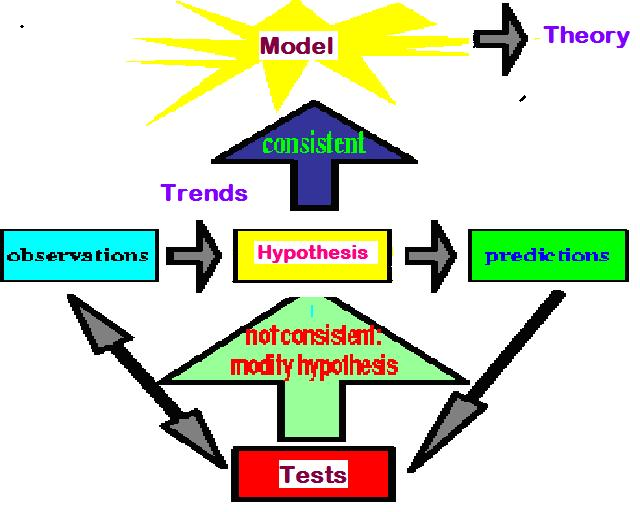 Model
Theory
consistent
Trends
observations
Hypothesis
predictions
not consistent:
modify hypothesis
Tests